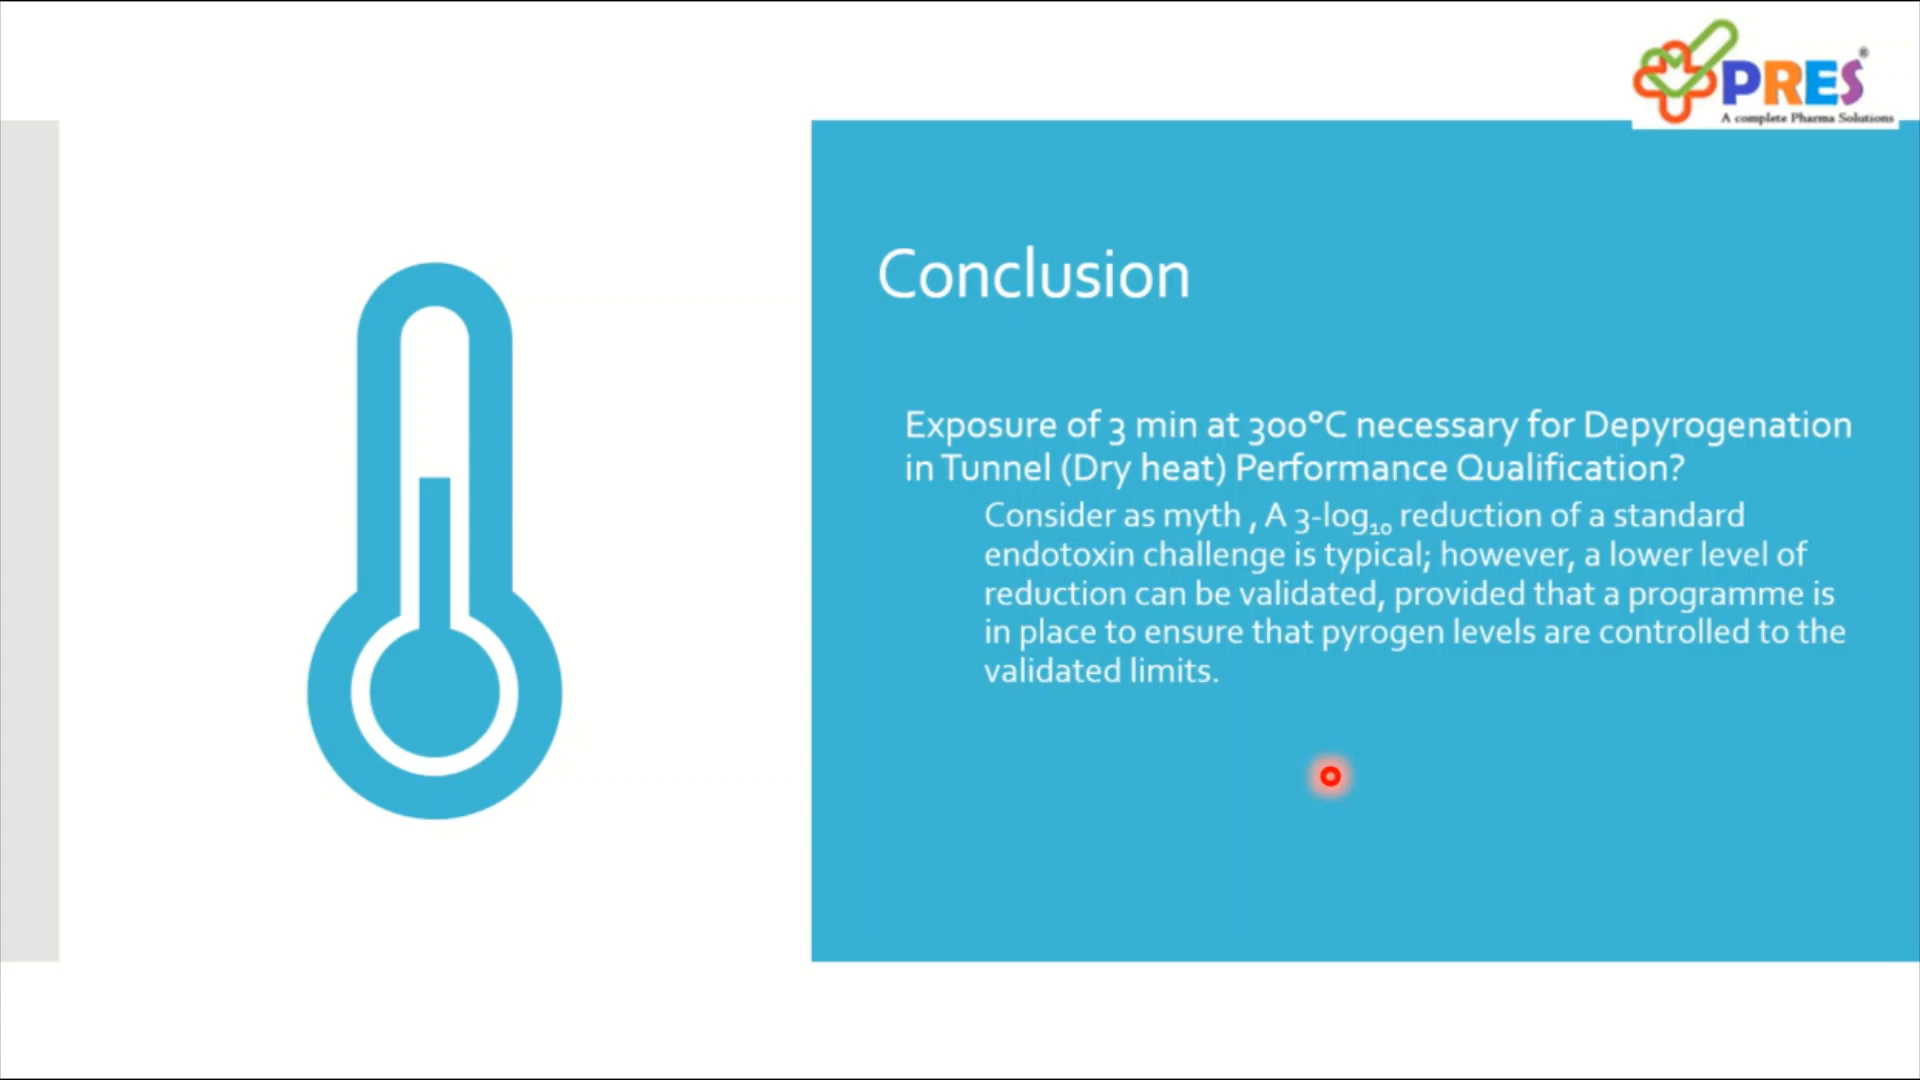 PRES®
A complete Pharma Solutions
Conclusion
Exposure of 3 min at 300°C necessary for Depyrogenation
in Tunnel (Dry heat) Performance Qualification?
Consider as myth , A 3-log₁₀ reduction of a standard
endotoxin challenge is typical; however, a lower level of
reduction can be validated, provided that a programme is
in place to ensure that pyrogen levels are controlled to the
validated limits.